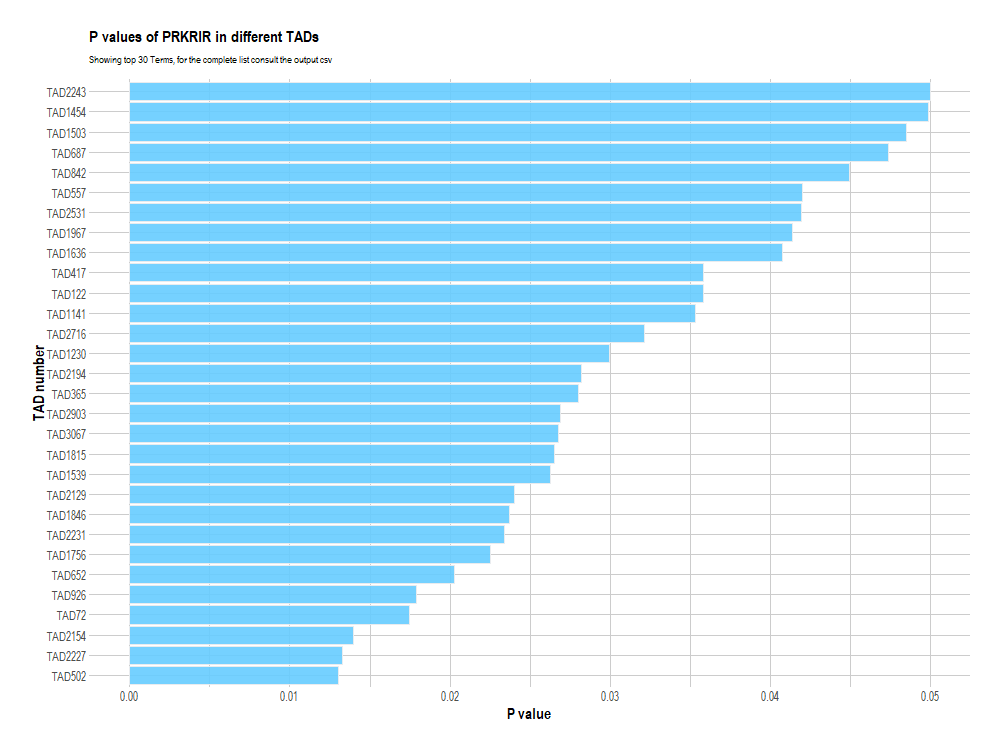 P values of PRKRIR in different TADs
Showing top 30 Terms, for the complete list consult the output csv
TAD number
TAD2243
TAD1454
TAD1503
TAD687
TAD842
TAD557
TAD2531
TAD1967
TAD1636
TAD417
TAD122
TAD1141
TAD2716
TAD1230
TAD2194
TAD365
TAD2903
TAD3067
TAD1815
TAD1539
TAD2129
TAD1846
TAD2231
TAD1756
TAD652
TAD926
TAD72
TAD2154
TAD2227
TAD502
0.00 0.01 0.02 0.03 0.04 0.05
P value